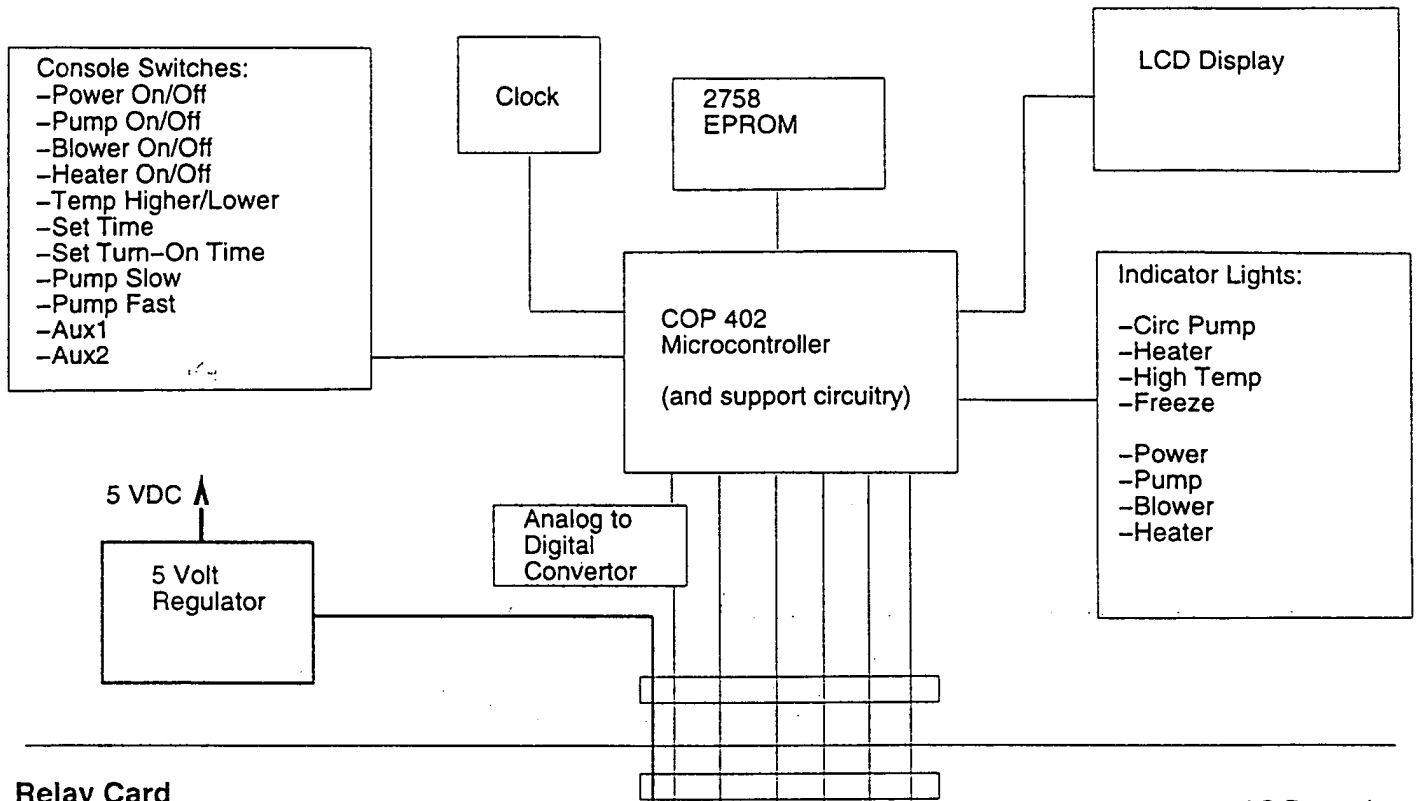 Console Switches:
–Power On/Off
–Pump On/Off
–Blower On/Off
–Heater On/Off
–Temp Higher/Lower
–Set Time
–Set Turn–On Time
–Pump Slow
–Pump Fast
–Aux1
–Aux2
Clock
2758
EPROM
LCD Display
COP 402
Microcontroller
(and support circuitry)
Indicator Lights:
–Circ Pump
–Heater
–High Temp
–Freeze
–Power
–Pump
–Blower
–Heater
5 VDC
5 Volt
Regulator
Analog to
Digital
Convertor
Relay Card